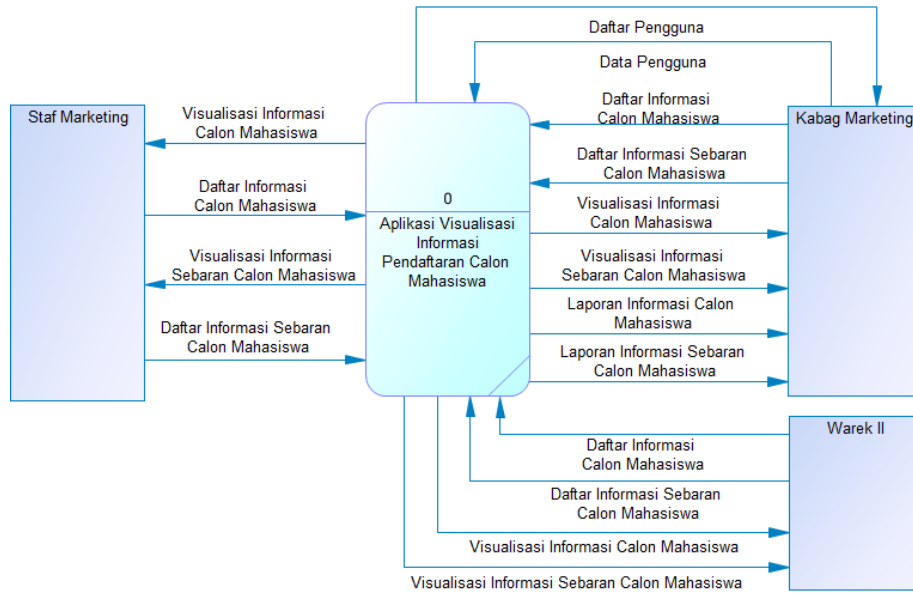 Daftar Pengguna
Data Pengguna
Staf Marketing
Visualisasi Informasi
Calon Mahasiswa
Daftar Informasi
Calon Mahasiswa
Visualisasi Informasi
Sebaran Calon Mahasiswa
Daftar Informasi Sebaran
Calon Mahasiswa
0
Aplikasi Visualisasi
Informasi
Pendaftaran Calon
Mahasiswa
Daftar Informasi
Calon Mahasiswa
Daftar Informasi Sebaran
Calon Mahasiswa
Visualisasi Informasi
Calon Mahasiswa
Visualisasi Informasi
Sebaran Calon Mahasiswa
Laporan Informasi Calon
Mahasiswa
Laporan Informasi Sebaran
Calon Mahasiswa
Kabag Marketing
Warek II
Daftar Informasi
Calon Mahasiswa
Daftar Informasi Sebaran
Calon Mahasiswa
Visualisasi Informasi Calon Mahasiswa
Visualisasi Informasi Sebaran Calon Mahasiswa